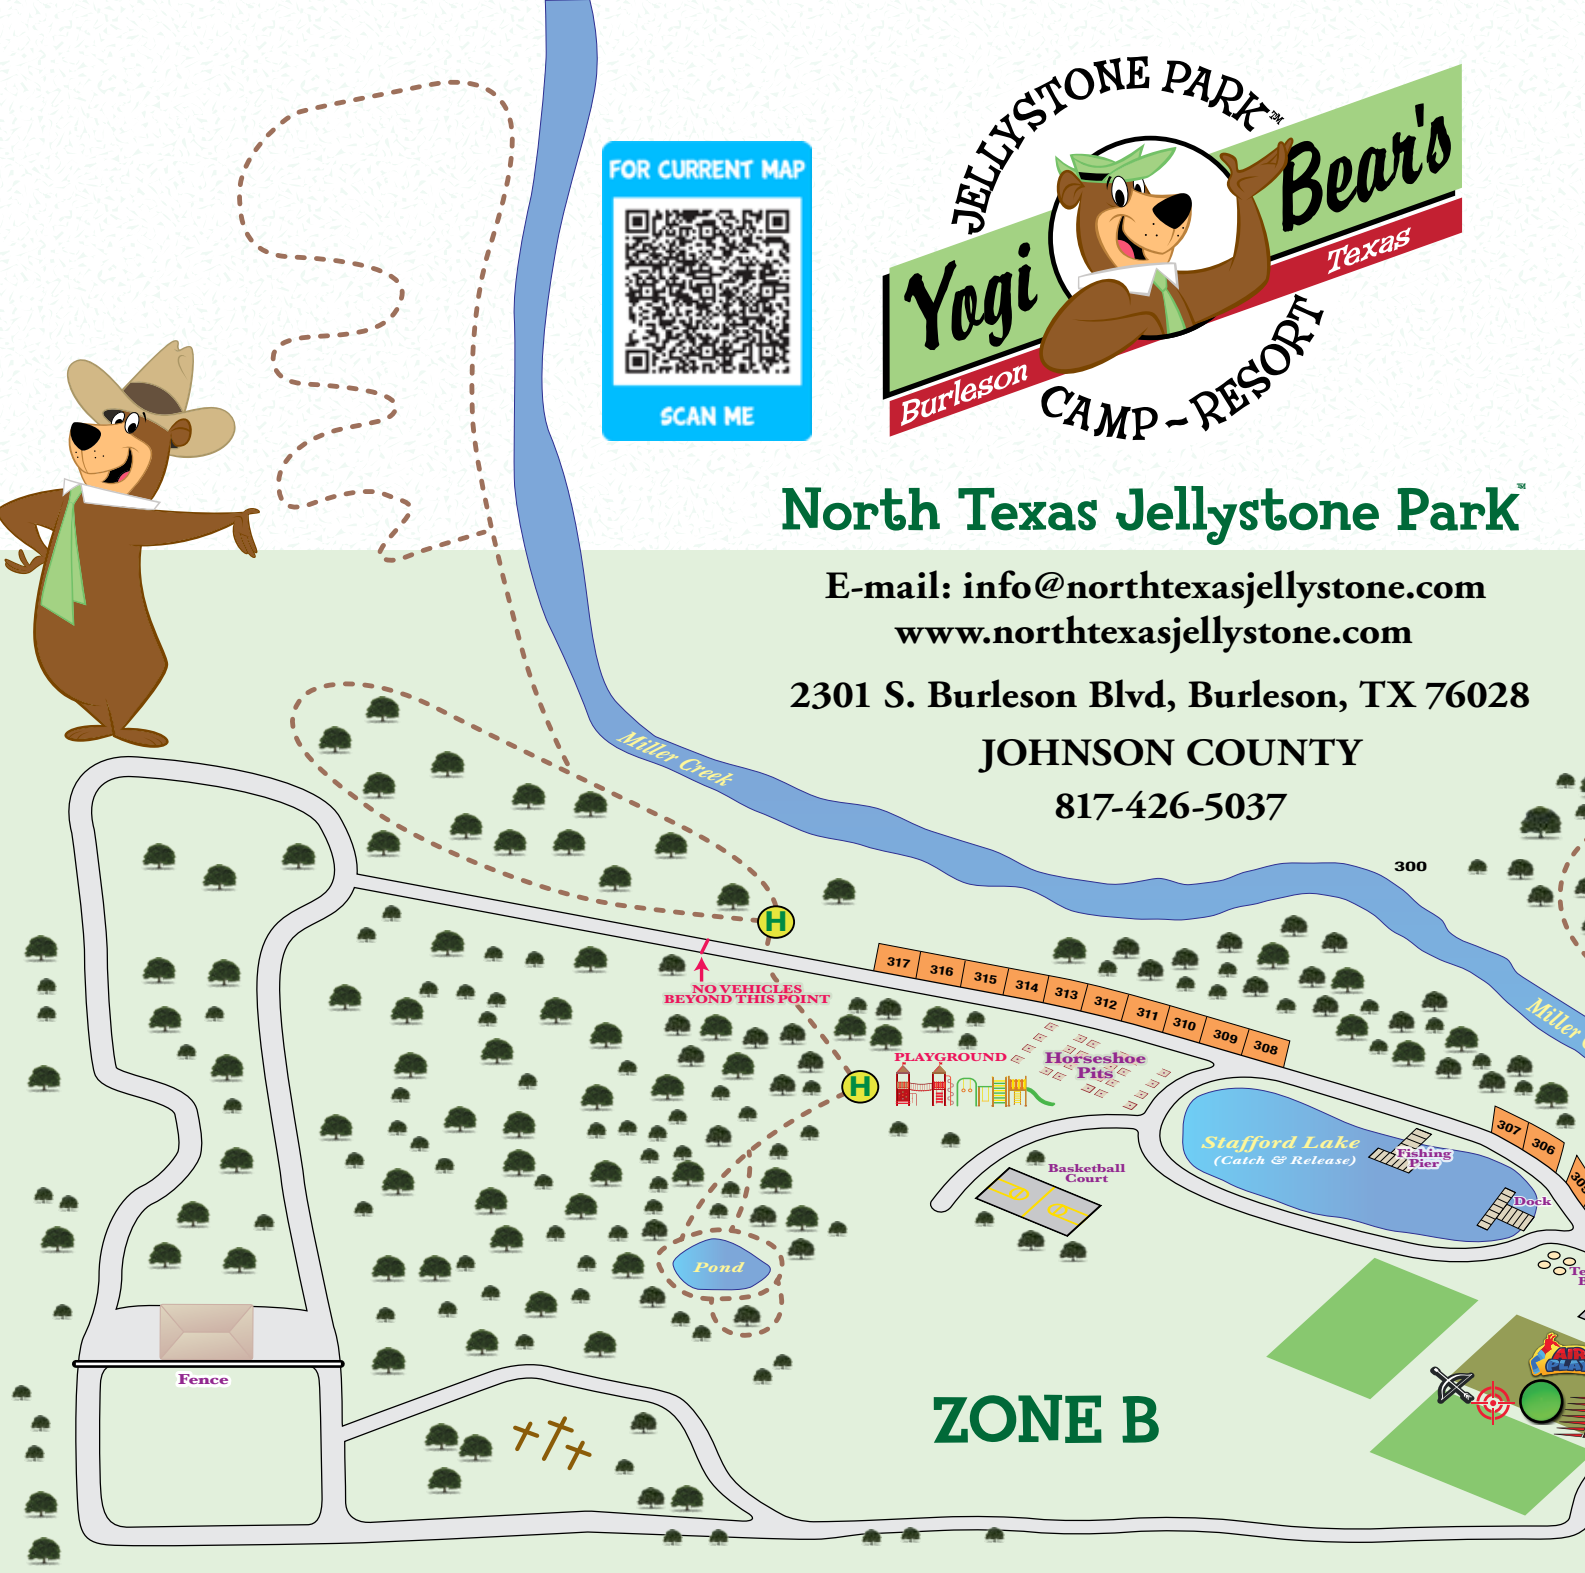 JELLYSTONE PARK™
FOR CURRENT MAP
SCAN ME
Yogi Bear's
Burleson Texas
CAMP~RESORT
North Texas Jellystone Park™
E-mail: info@northtexasjellystone.com
www.northtexasjellystone.com
2301 S. Burleson Blvd, Burleson, TX 76028
JOHNSON COUNTY
817-426-5037
Miller Creek
300
H
317
316
315
314
313
312
311
310
309
308
NO VEHICLES
BEYOND THIS POINT
Miller
PLAYGROUND
Horseshoe
Pits
H
307
306
Stafford Lake
(Catch & Release)
Fishing
Pier
Basketball
Court
Dock
Pond
Fence
ZONE B